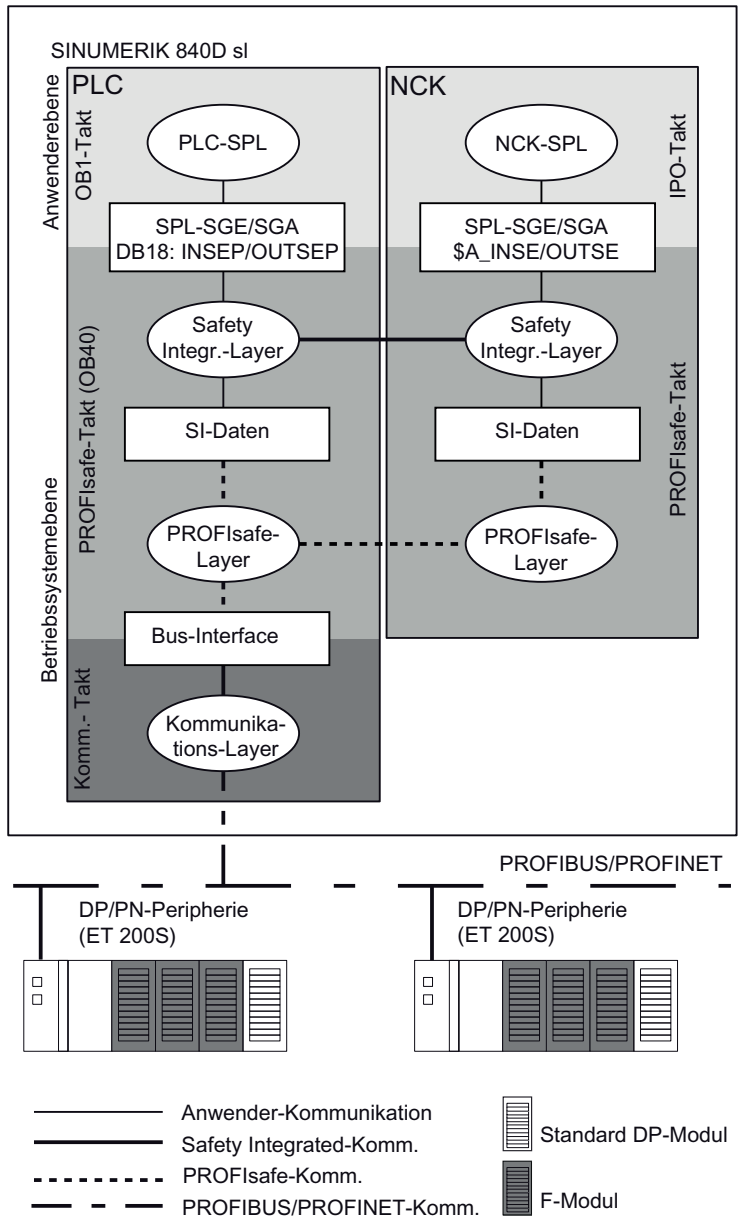 SINUMERIK 840D sl
Anwenderebene
Betriebssystemebene
PLC
OB1-Takt
PLC-SPL
SPL-SGE/SGA
DB18: INSEP/OUTSEP
PROFIsafe-Takt (OB40)
Safety
Integr.-Layer
SI-Daten
PROFIsafe-
Layer
Bus-Interface
Komm.- Takt
Kommunika-
tions-Layer
NCK
IPO-Takt
NCK-SPL
SPL-SGE/SGA
$A_INSE/OUTSE
PROFIsafe-Takt
Safety
Integr.-Layer
SI-Daten
PROFIsafe-
Layer
PROFIBUS/PROFINET
DP/PN-Peripherie
(ET 200S)
DP/PN-Peripherie
(ET 200S)
Anwender-Kommunikation
Safety Integrated-Komm.
PROFIsafe-Komm.
PROFIBUS/PROFINET-Komm.
Standard DP-Modul
F-Modul